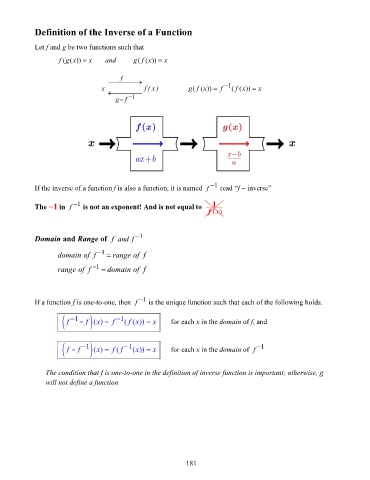 Definition of the Inverse of a Function
Let f and g be two functions such that
f(g(x)) = x and g(f(x)) = x
f
x f(x) g(f(x)) = f⁻¹(f(x)) = x
g=f⁻¹
f(x) g(x)
x x
ax+b (x−b)/a
If the inverse of a function f is also a function, it is named f⁻¹ read "f − inverse"
The −1 in f⁻¹ is not an exponent! And is not equal to 1/f(x)
Domain and Range of f and f⁻¹
domain of f⁻¹ = range of f
range of f⁻¹ = domain of f
If a function f is one-to-one, then f⁻¹ is the unique function such that each of the following holds.
(f⁻¹ ∘ f)(x) = f⁻¹(f(x)) = x for each x in the domain of f, and
(f ∘ f⁻¹)(x) = f(f⁻¹(x)) = x for each x in the domain of f⁻¹
The condition that f is one-to-one in the definition of inverse function is important; otherwise, g
will not define a function
181